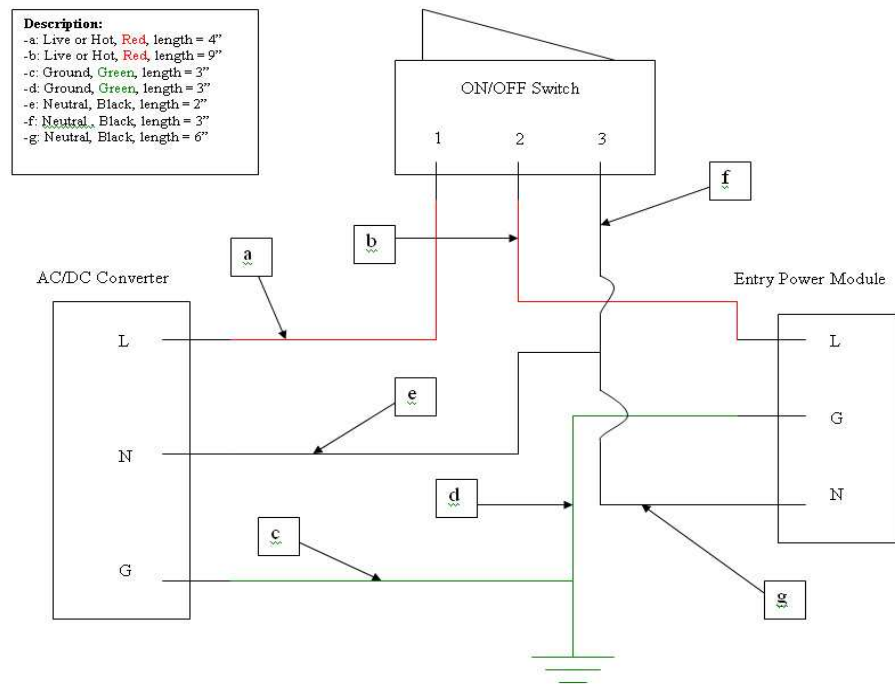 Description:
-a: Live or Hot, Red, length = 4”
-b: Live or Hot, Red, length = 9”
-c: Ground, Green, length = 3”
-d: Ground, Green, length = 3”
-e: Neutral, Black, length = 2”
-f: Neutral , Black, length = 3”
-g: Neutral, Black, length = 6”
ON/OFF Switch
1 2 3
f
b
a
AC/DC Converter
Entry Power Module
L
L
e
G
N
d
N
c
G
g